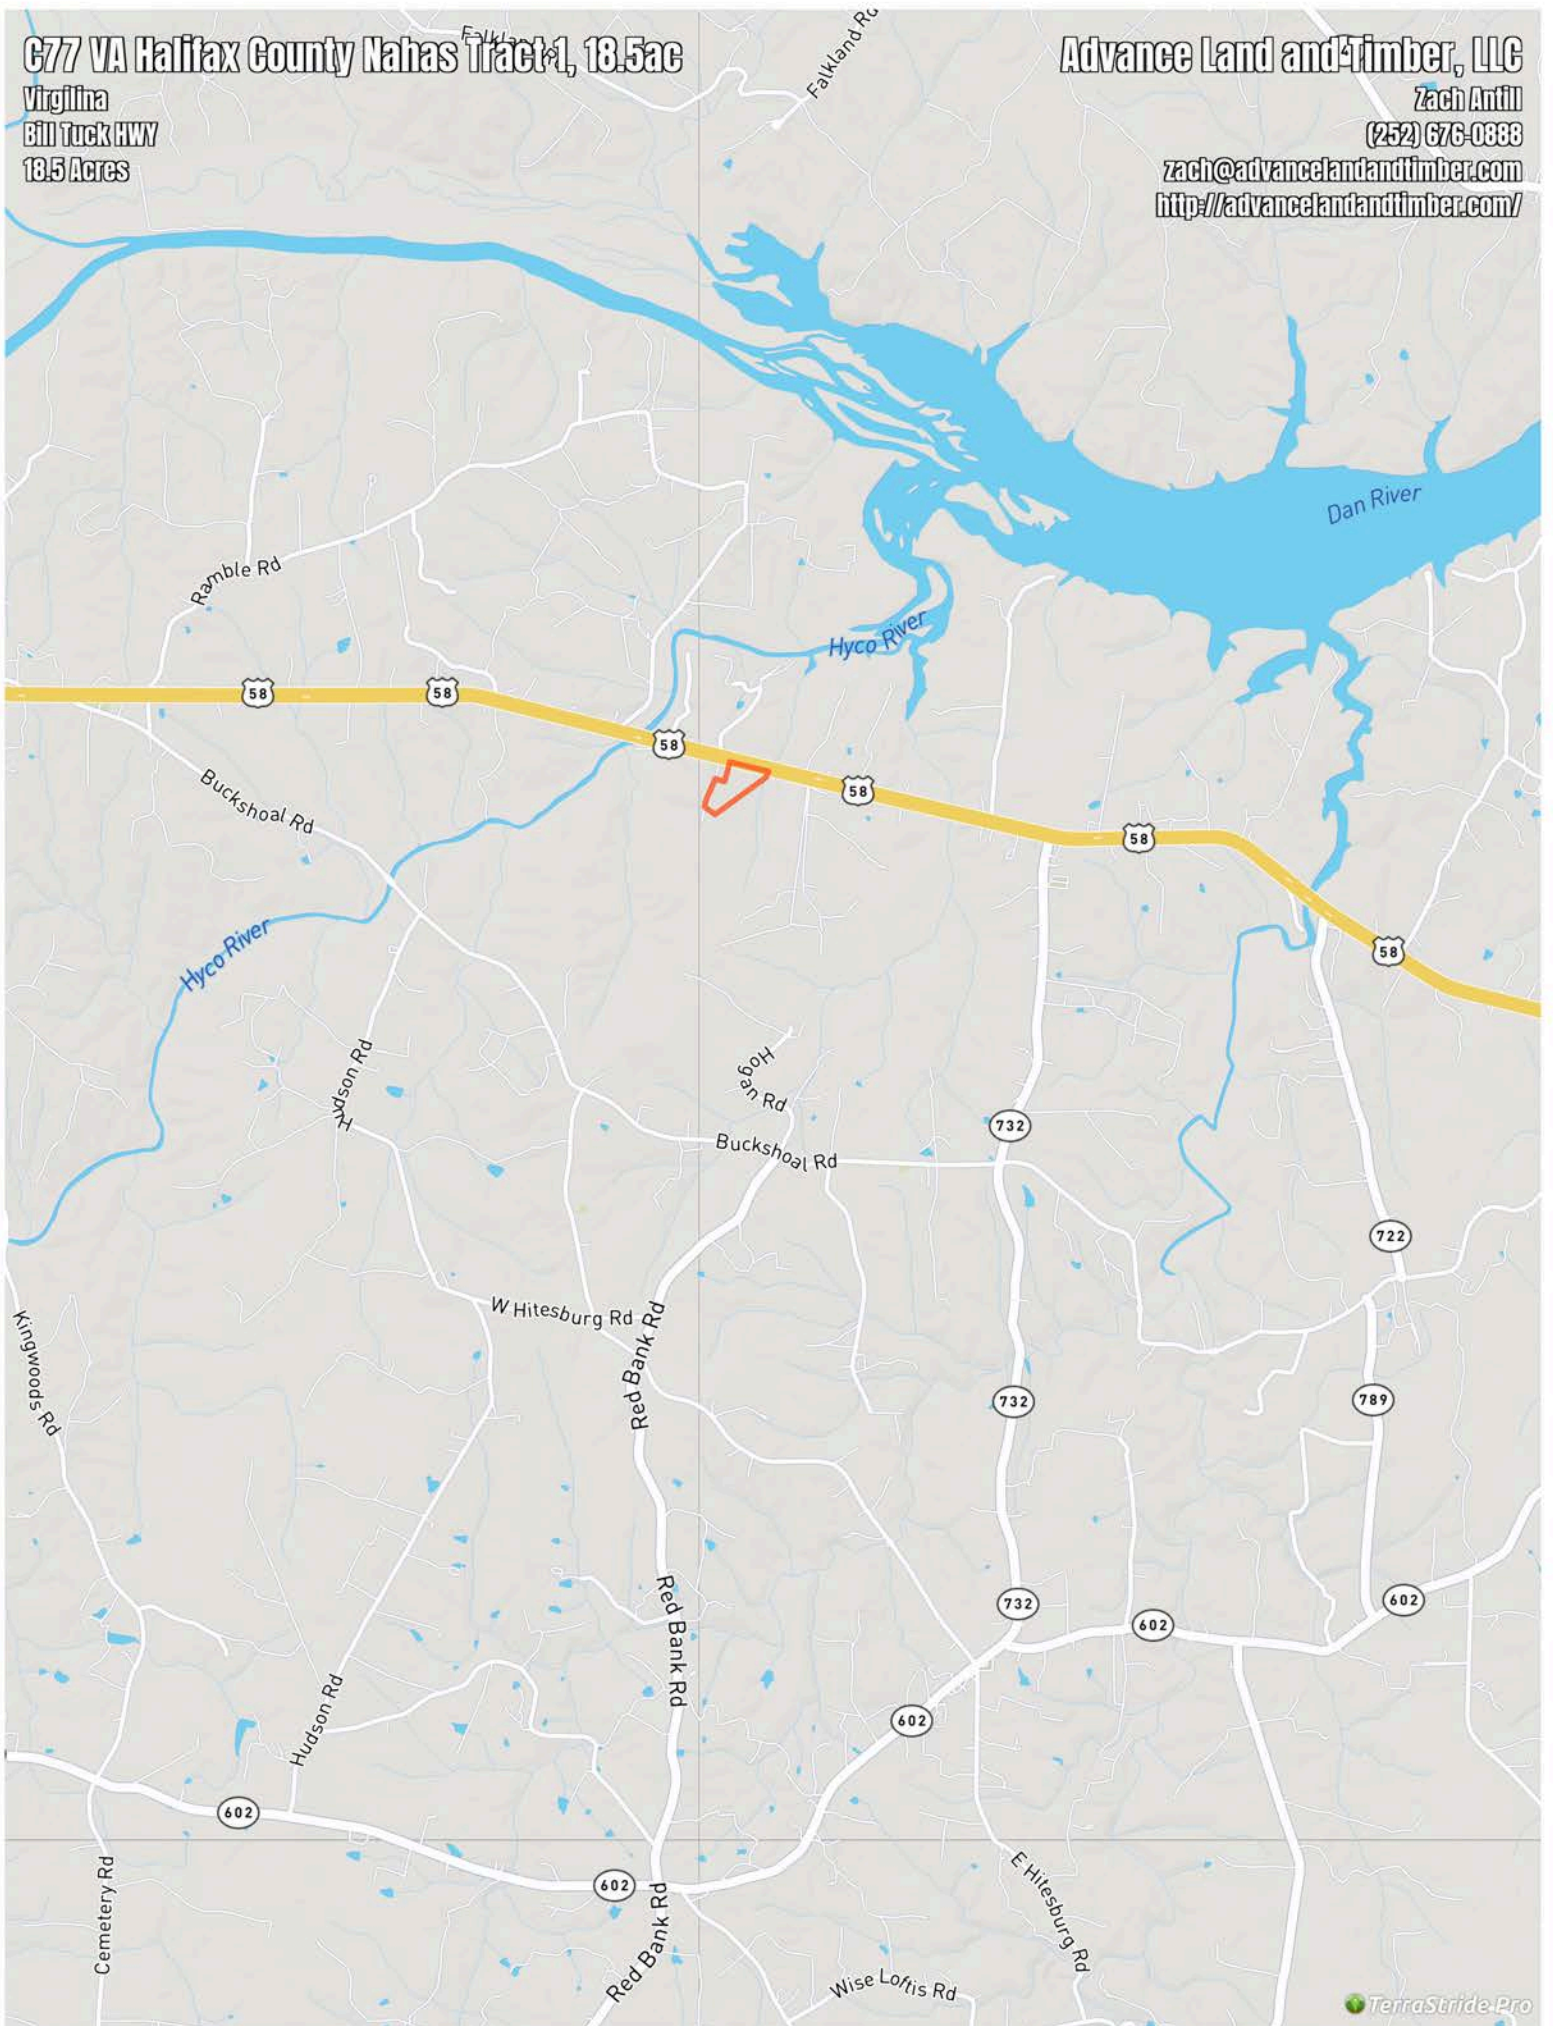 C77 VA Halifax County Nahas Tract 1, 18.5ac
Virgilina
Bill Tuck HWY
18.5 Acres
Advance Land and Timber, LLC
Zach Antill
(252) 676-0888
zach@advancelandandtimber.com
http://advancelandandtimber.com/
Falkland Rd
Dan River
Ramble Rd
Hyco River
58
58
58
58
58
58
Buckshoal Rd
Hyco River
Hudson Rd
Hogan Rd
732
Buckshoal Rd
722
W Hitesburg Rd
Red Bank Rd
Kingwoods Rd
732
789
Red Bank Rd
732
602
602
Hudson Rd
602
602
602
Cemetery Rd
Red Bank Rd
E Hitesburg Rd
Wise Loftis Rd
TerraStride Pro